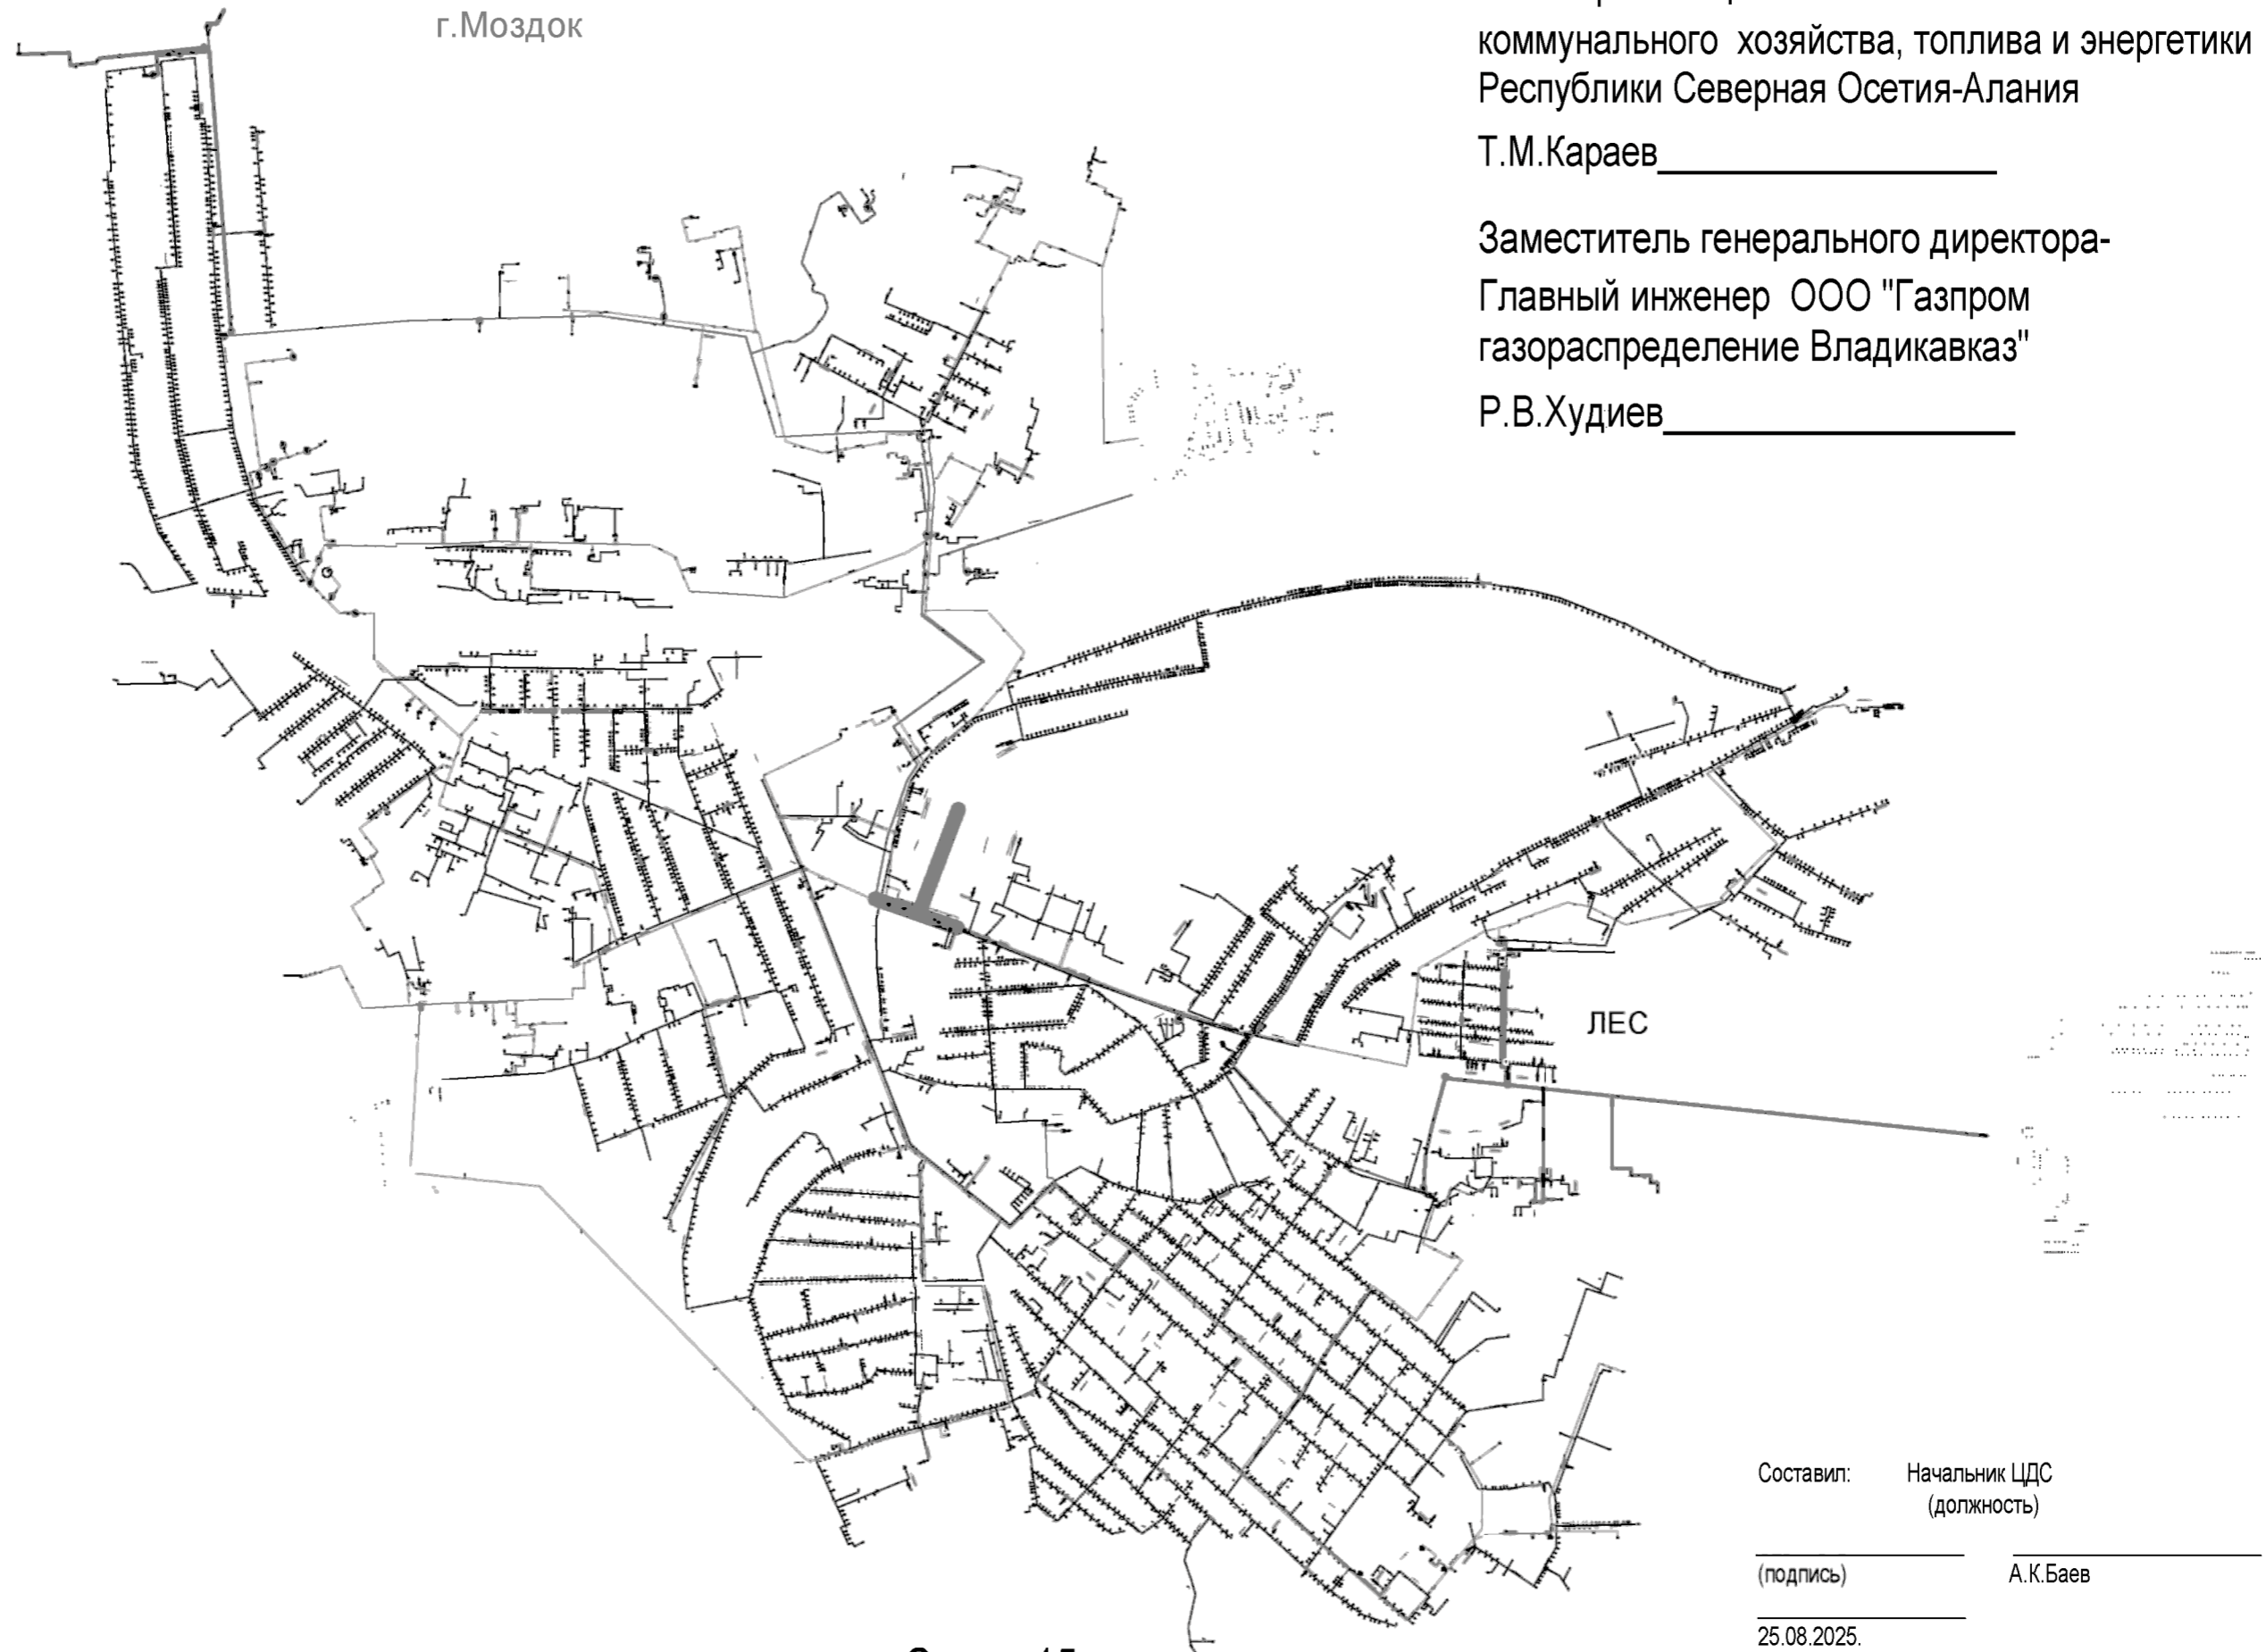 г.Моздок
коммунального хозяйства, топлива и энергетики
Республики Северная Осетия-Алания
Т.М.Караев
Заместитель генерального директора-
Главный инженер ООО "Газпром
газораспределение Владикавказ"
Р.В.Худиев
ЛЕС
Составил: Начальник ЦДС
(должность)
(подпись) А.К.Баев
25.08.2025.